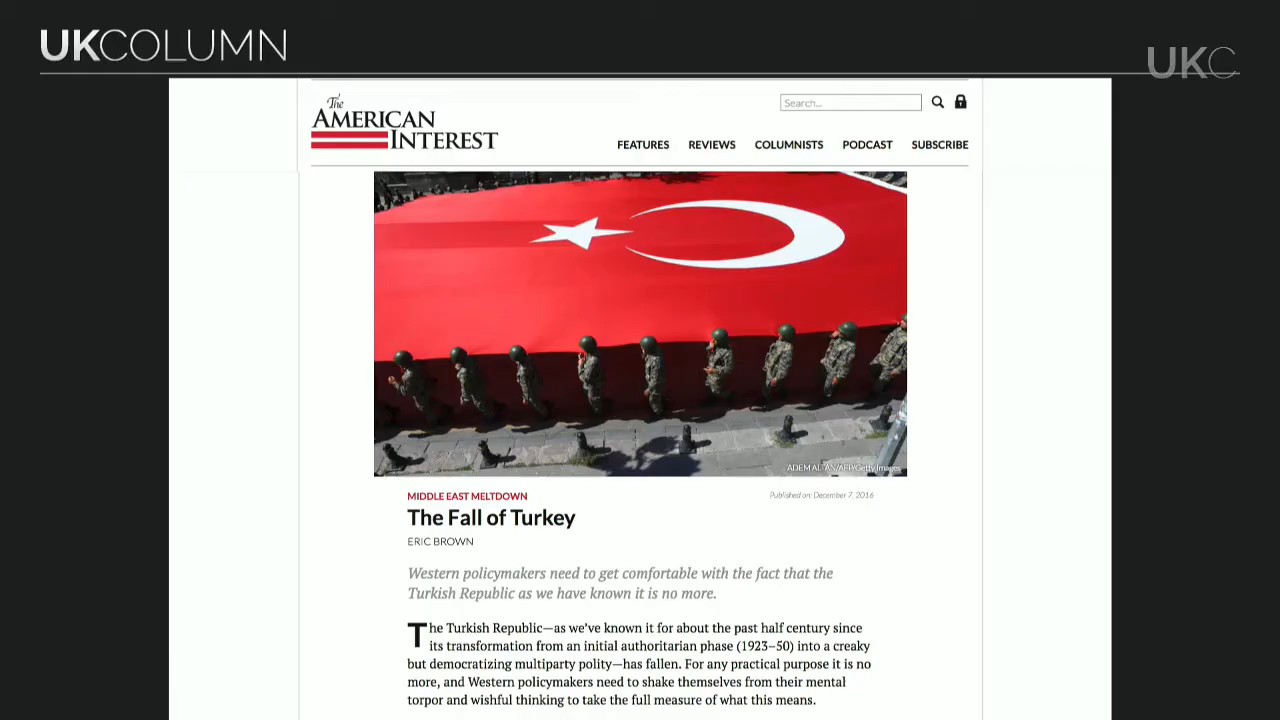 UKCOLUMN
UKC
The
AMERICAN
INTEREST
Search...
FEATURES REVIEWS COLUMNISTS PODCAST SUBSCRIBE
ADEM ALTAN/AFP/Getty Images
MIDDLE EAST MELTDOWN
Published on: December 7, 2016
The Fall of Turkey
ERIC BROWN
Western policymakers need to get comfortable with the fact that the
Turkish Republic as we have known it is no more.
The Turkish Republic—as we’ve known it for about the past half century since
its transformation from an initial authoritarian phase (1923–50) into a creaky
but democratizing multiparty polity—has fallen. For any practical purpose it is no
more, and Western policymakers need to shake themselves from their mental
torpor and wishful thinking to take the full measure of what this means.